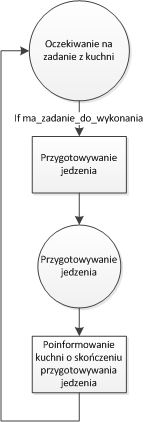 Oczekiwanie na
zadanie z kuchni
If ma_zadanie_do_wykonania
Przygotowywanie
jedzenia
Przygotowywanie
jedzenia
Poinformowanie
kuchni o skończeniu
przygotowywania
jedzenia